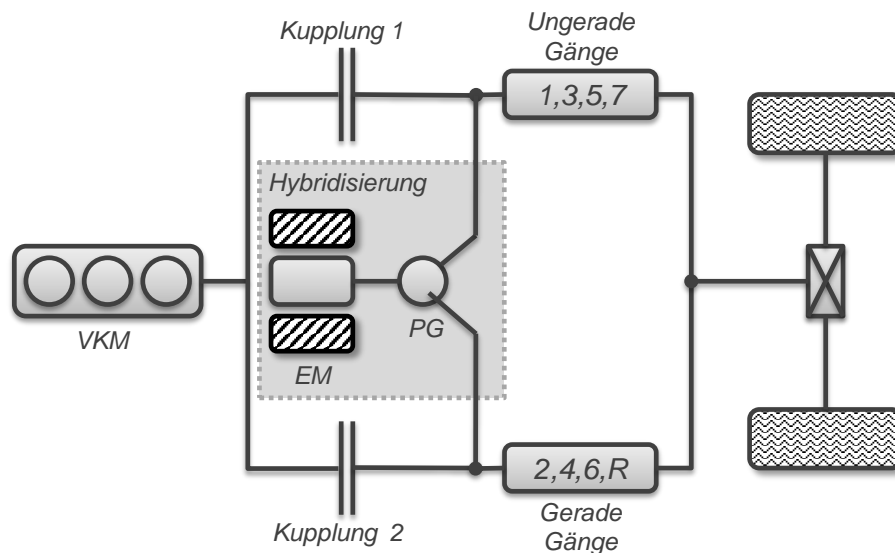 Kupplung 1
Ungerade
Gänge
1,3,5,7
Hybridisierung
VKM
EM
PG
2,4,6,R
Kupplung 2
Gerade
Gänge